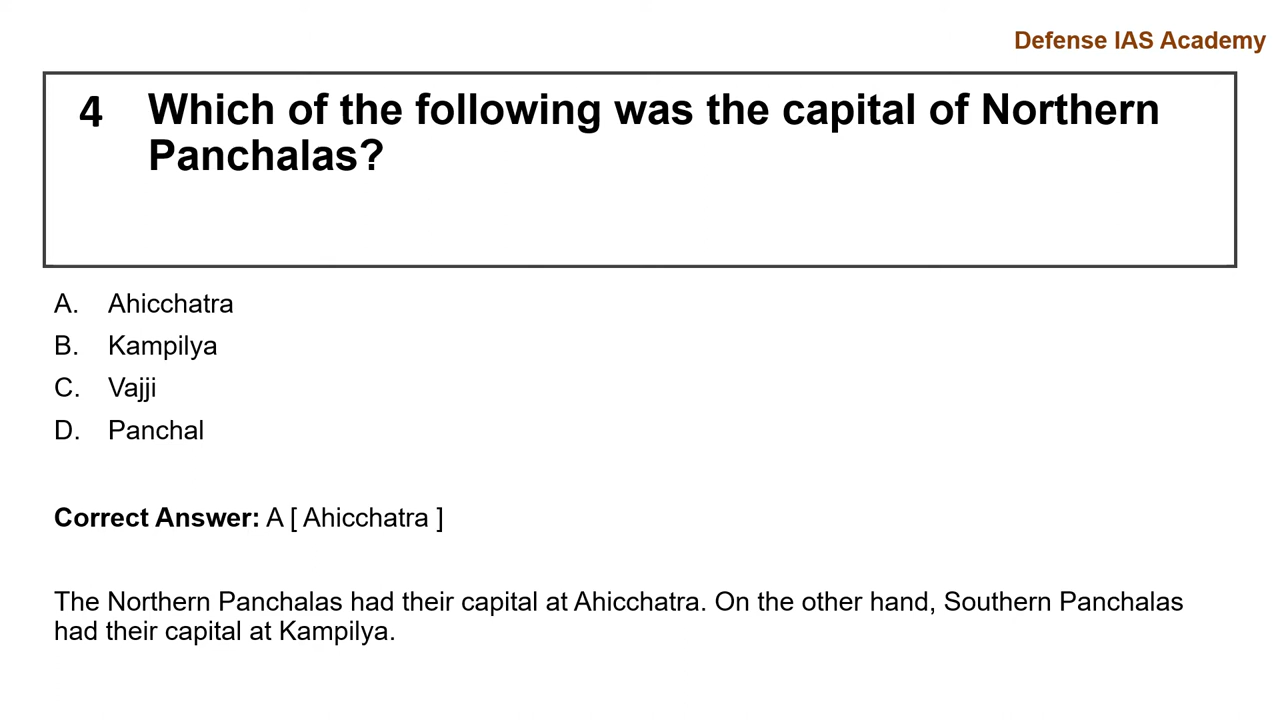 Defense IAS Academy
4 Which of the following was the capital of Northern
Panchalas?
A. Ahicchatra
B. Kampilya
C. Vajji
D. Panchal
Correct Answer: A [ Ahicchatra ]
The Northern Panchalas had their capital at Ahicchatra. On the other hand, Southern Panchalas
had their capital at Kampilya.